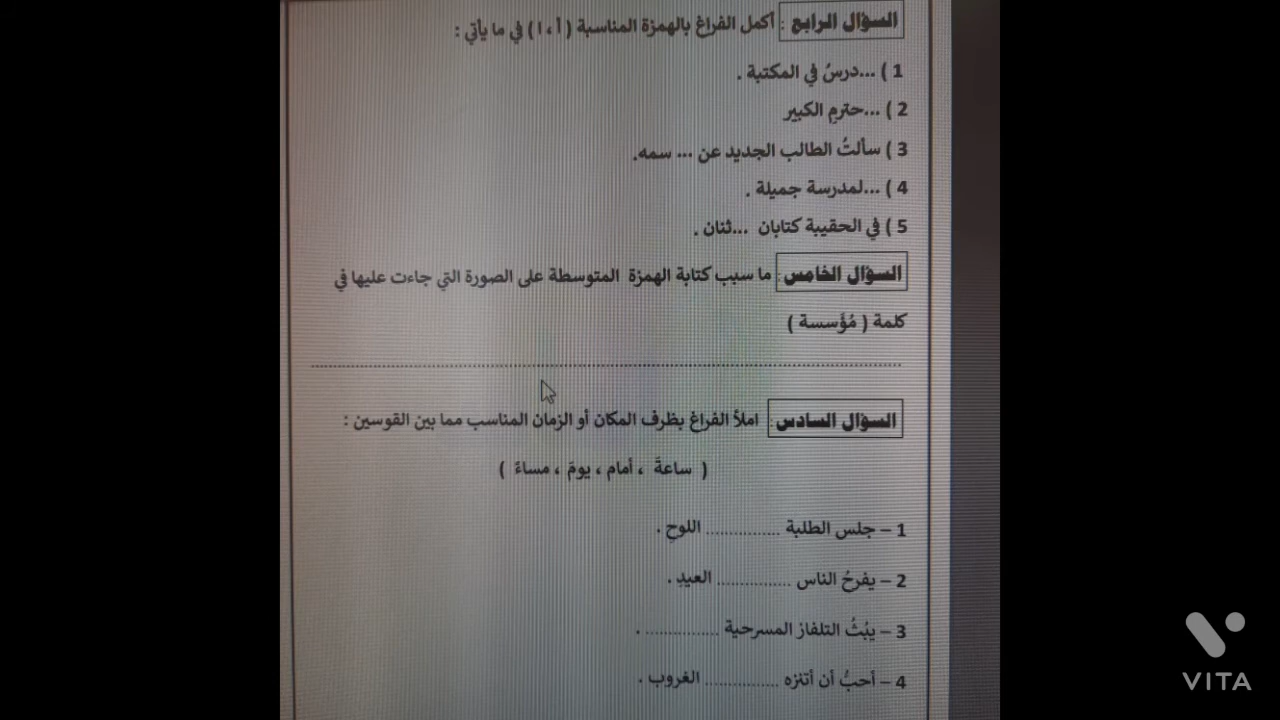 السؤال الرابع : أكمل الفراغ بالهمزة المناسبة ( أ ، ا ) في ما يأتي :
1 ) ...درسُ في المكتبة .
2 ) ...حترمِ الكبير
3 ) سألتُ الطالب الجديد عن ... سمه.
4 ) ...لمدرسة جميلة .
5 ) في الحقيبة كتابان ...ثنان .
السؤال الخامس : ما سبب كتابة الهمزة المتوسطة على الصورة التي جاءت عليها في
كلمة ( مُؤَسسة )
السؤال السادس : املأ الفراغ بظرف المكان أو الزمان المناسب مما بين القوسين :
( ساعةَ ، أمام ، يومَ ، مساءً )
1 – جلس الطلبة ............... اللوحِ .
2 – يفرحُ الناس ............... العيدِ .
3 – يبُثُ التلفاز المسرحية ............... .
4 – أحبُّ أن أتنزه ............... الغروب .
VITA